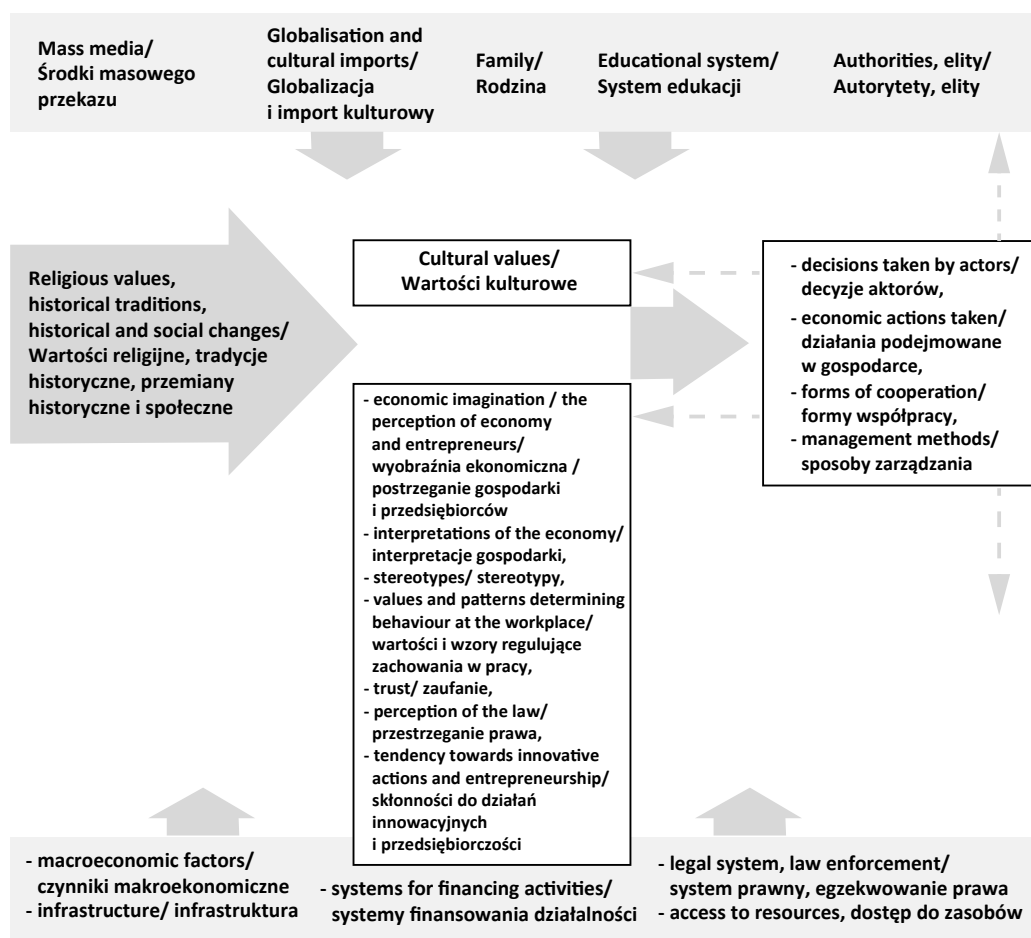 Mass media/
Środki masowego
przekazu
Globalisation and
cultural imports/
Globalizacja
i import kulturowy
Family/
Rodzina
Educational system/
System edukacji
Authorities, elity/
Autorytety, elity
Religious values,
historical traditions,
historical and social changes/
Wartości religijne, tradycje
historyczne, przemiany
historyczne i społeczne
Cultural values/
Wartości kulturowe
- economic imagination / the
perception of economy
and entrepreneurs/
wyobraźnia ekonomiczna /
postrzeganie gospodarki
i przedsiębiorców
- interpretations of the economy/
interpretacje gospodarki,
- stereotypes/ stereotypy,
- values and patterns determining
behaviour at the workplace/
wartości i wzory regulujące
zachowania w pracy,
- trust/ zaufanie,
- perception of the law/
przestrzeganie prawa,
- tendency towards innovative
actions and entrepreneurship/
skłonności do działań
innowacyjnych
i przedsiębiorczości
- decisions taken by actors/
decyzje aktorów,
- economic actions taken/
działania podejmowane
w gospodarce,
- forms of cooperation/
formy współpracy,
- management methods/
sposoby zarządzania
- macroeconomic factors/
czynniki makroekonomiczne
- infrastructure/ infrastruktura
- systems for financing activities/
systemy finansowania działalności
- legal system, law enforcement/
system prawny, egzekwowanie prawa
- access to resources, dostęp do zasobów